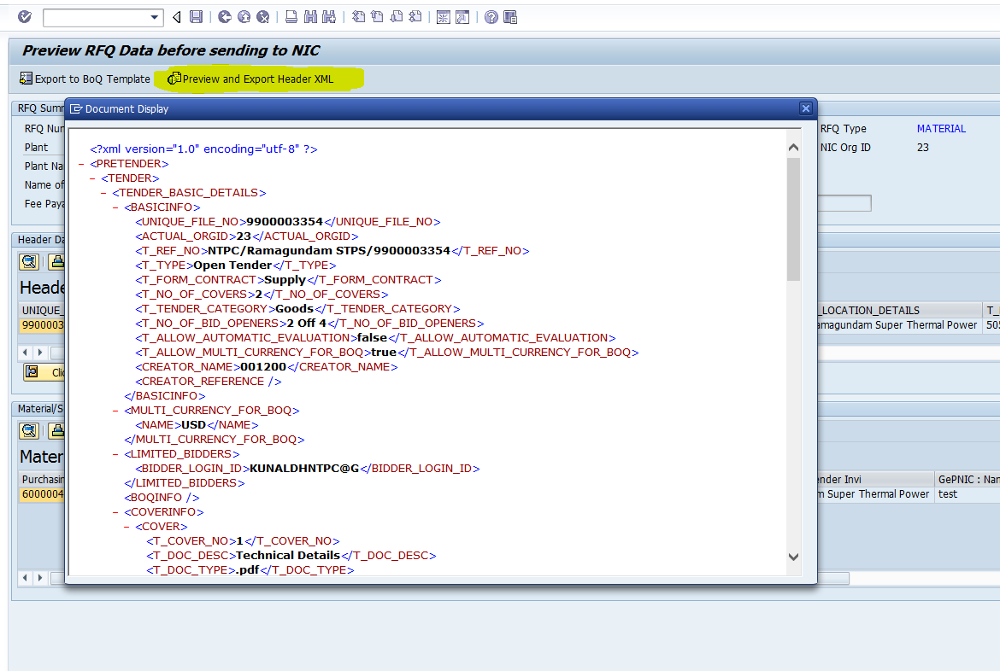 Preview RFQ Data before sending to NIC
Export to BoQ Template Preview and Export Header XML
RFQ Summ
Document Display
RFQ Num
RFQ Type MATERIAL
Plant
NIC Org ID 23
Plant Na
Name of
Fee Paya
<?xml version="1.0" encoding="utf-8" ?>
- <PRETENDER>
- <TENDER>
- <TENDER_BASIC_DETAILS>
- <BASICINFO>
<UNIQUE_FILE_NO>9900003354</UNIQUE_FILE_NO>
<ACTUAL_ORGID>23</ACTUAL_ORGID>
<T_REF_NO>NTPC/Ramagundam STPS/9900003354</T_REF_NO>
<T_TYPE>Open Tender</T_TYPE>
<T_FORM_CONTRACT>Supply</T_FORM_CONTRACT>
<T_NO_OF_COVERS>2</T_NO_OF_COVERS>
<T_TENDER_CATEGORY>Goods</T_TENDER_CATEGORY>
<T_NO_OF_BID_OPENERS>2 Off 4</T_NO_OF_BID_OPENERS>
<T_ALLOW_AUTOMATIC_EVALUATION>false</T_ALLOW_AUTOMATIC_EVALUATION>
<T_ALLOW_MULTI_CURRENCY_FOR_BOQ>true</T_ALLOW_MULTI_CURRENCY_FOR_BOQ>
<CREATOR_NAME>001200</CREATOR_NAME>
<CREATOR_REFERENCE />
</BASICINFO>
- <MULTI_CURRENCY_FOR_BOQ>
<NAME>USD</NAME>
</MULTI_CURRENCY_FOR_BOQ>
- <LIMITED_BIDDERS>
<BIDDER_LOGIN_ID>KUNALDHNTPC@G</BIDDER_LOGIN_ID>
</LIMITED_BIDDERS>
<BOQINFO />
- <COVERINFO>
- <COVER>
<T_COVER_NO>1</T_COVER_NO>
<T_DOC_DESC>Technical Details</T_DOC_DESC>
<T_DOC_TYPE>.pdf</T_DOC_TYPE>
Header Da
Heade
UNIQUE_
_LOCATION_DETAILS T_
9900003
amagundam Super Thermal Power 505
Clic
Material/S
Mater
Purchasin
ender Invi GePNIC : Nam
6000004
m Super Thermal Power test